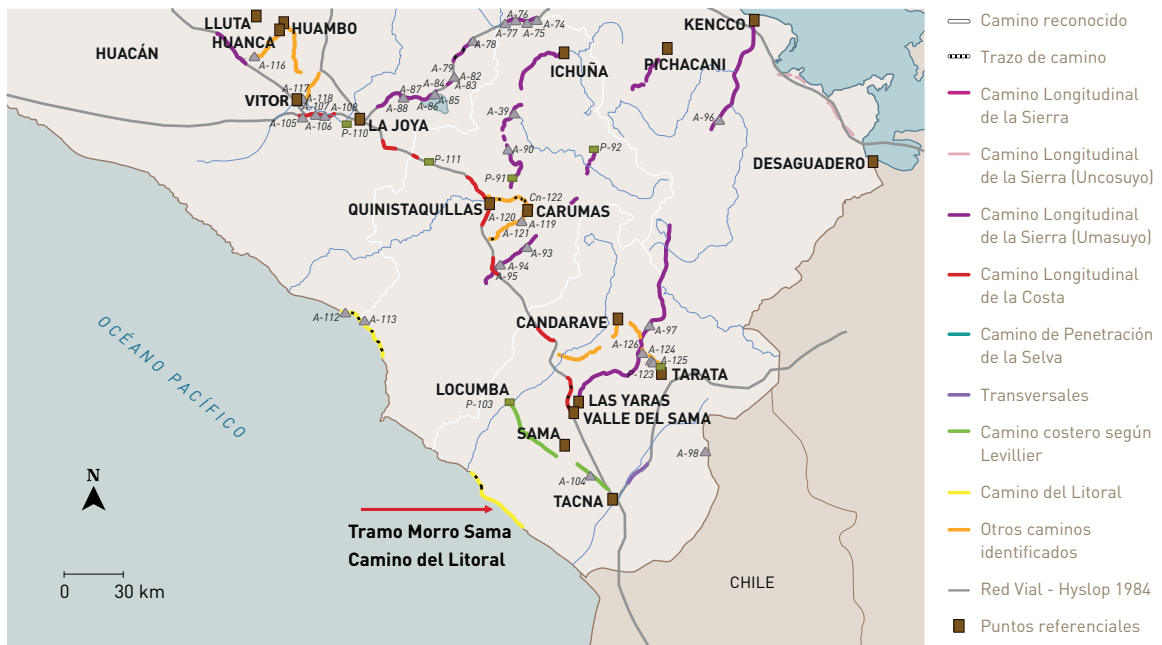 LLUTA
HUAMBO
HUANCA
HUACÁN
A-116
A-76
A-74
A-77
A-75
A-78
KENCCO
ICHUÑA
PICHACANI
A-79
A-82
A-83
A-84
A-87
A-85
A-88
A-86
VITOR
A-117
A-118
A-107
A-108
A-105
A-106
P-110
LA JOYA
A-39
A-96
P-111
A-90
P-92
P-91
DESAGUADERO
QUINISTAQUILLAS
Cn-122
CARUMAS
A-120
A-119
A-121
A-93
A-94
A-95
A-112
A-113
CANDARAVE
A-97
A-126
A-124
A-125
P-123
TARATA
LOCUMBA
P-103
LAS YARAS
VALLE DEL SAMA
SAMA
A-98
A-104
TACNA
OCÉANO PACÍFICO
N
0 30 km
Tramo Morro Sama
Camino del Litoral
CHILE
Camino reconocido
Trazo de camino
Camino Longitudinal
de la Sierra
Camino Longitudinal
de la Sierra (Uncosuyo)
Camino Longitudinal
de la Sierra (Umasuyo)
Camino Longitudinal
de la Costa
Camino de Penetración
de la Selva
Transversales
Camino costero según
Levillier
Camino del Litoral
Otros caminos
identificados
Red Vial - Hyslop 1984
Puntos referenciales